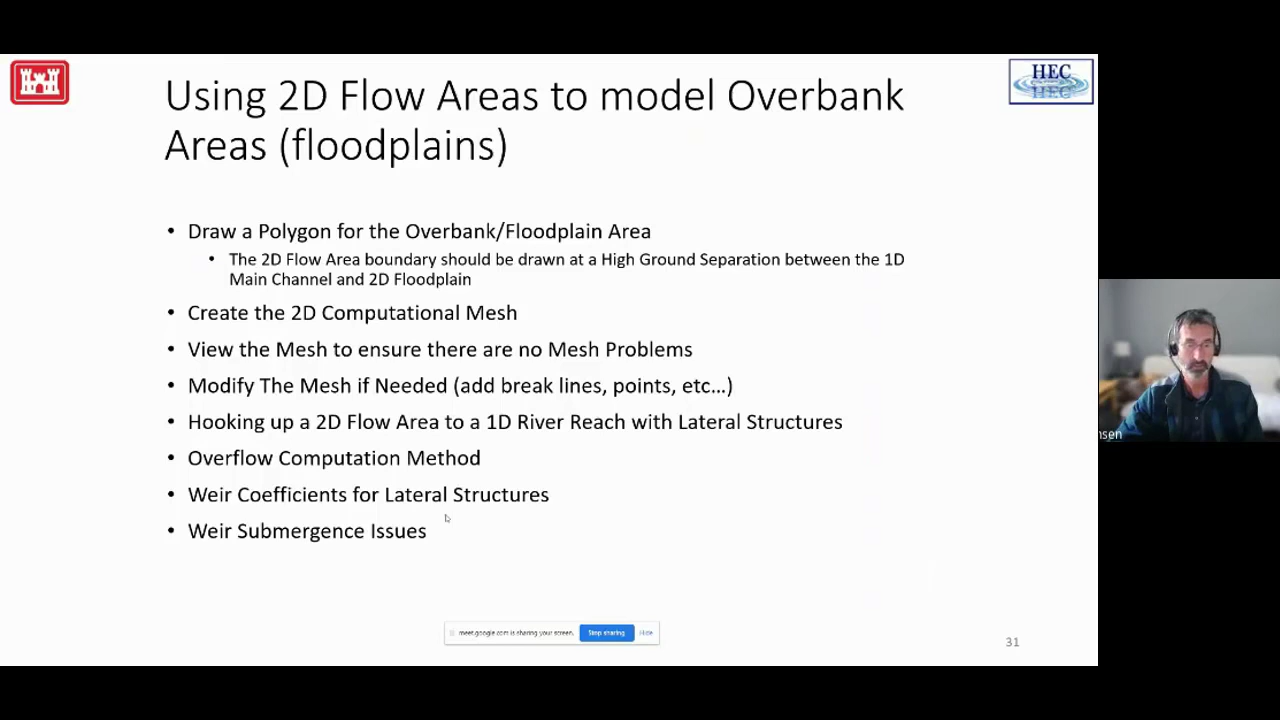 Using 2D Flow Areas to model Overbank
Areas (floodplains)
HEC
HEC
• Draw a Polygon for the Overbank/Floodplain Area
• The 2D Flow Area boundary should be drawn at a High Ground Separation between the 1D
Main Channel and 2D Floodplain
• Create the 2D Computational Mesh
• View the Mesh to ensure there are no Mesh Problems
• Modify The Mesh if Needed (add break lines, points, etc…)
• Hooking up a 2D Flow Area to a 1D River Reach with Lateral Structures
nsen
• Overflow Computation Method
• Weir Coefficients for Lateral Structures
• Weir Submergence Issues
meet.google.com is sharing your screen. Stop sharing Hide
31